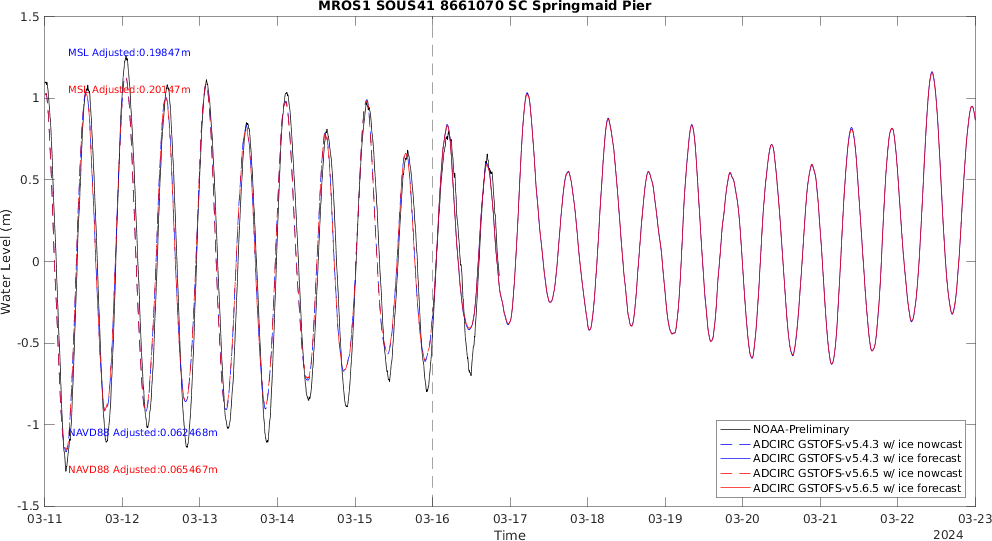 MROS1 SOUS41 8661070 SC Springmaid Pier
1.5
1
0.5
0
-0.5
-1
-1.5
Water Level (m)
MSL Adjusted:0.19847m
MSL Adjusted:0.20147m
NAVD88 Adjusted:0.062468m
NAVD88 Adjusted:0.065467m
NOAA-Preliminary
ADCIRC GSTOFS-v5.4.3 w/ ice nowcast
ADCIRC GSTOFS-v5.4.3 w/ ice forecast
ADCIRC GSTOFS-v5.6.5 w/ ice nowcast
ADCIRC GSTOFS-v5.6.5 w/ ice forecast
03-11 03-12 03-13 03-14 03-15 03-16 03-17 03-18 03-19 03-20 03-21 03-22 03-23
Time
2024